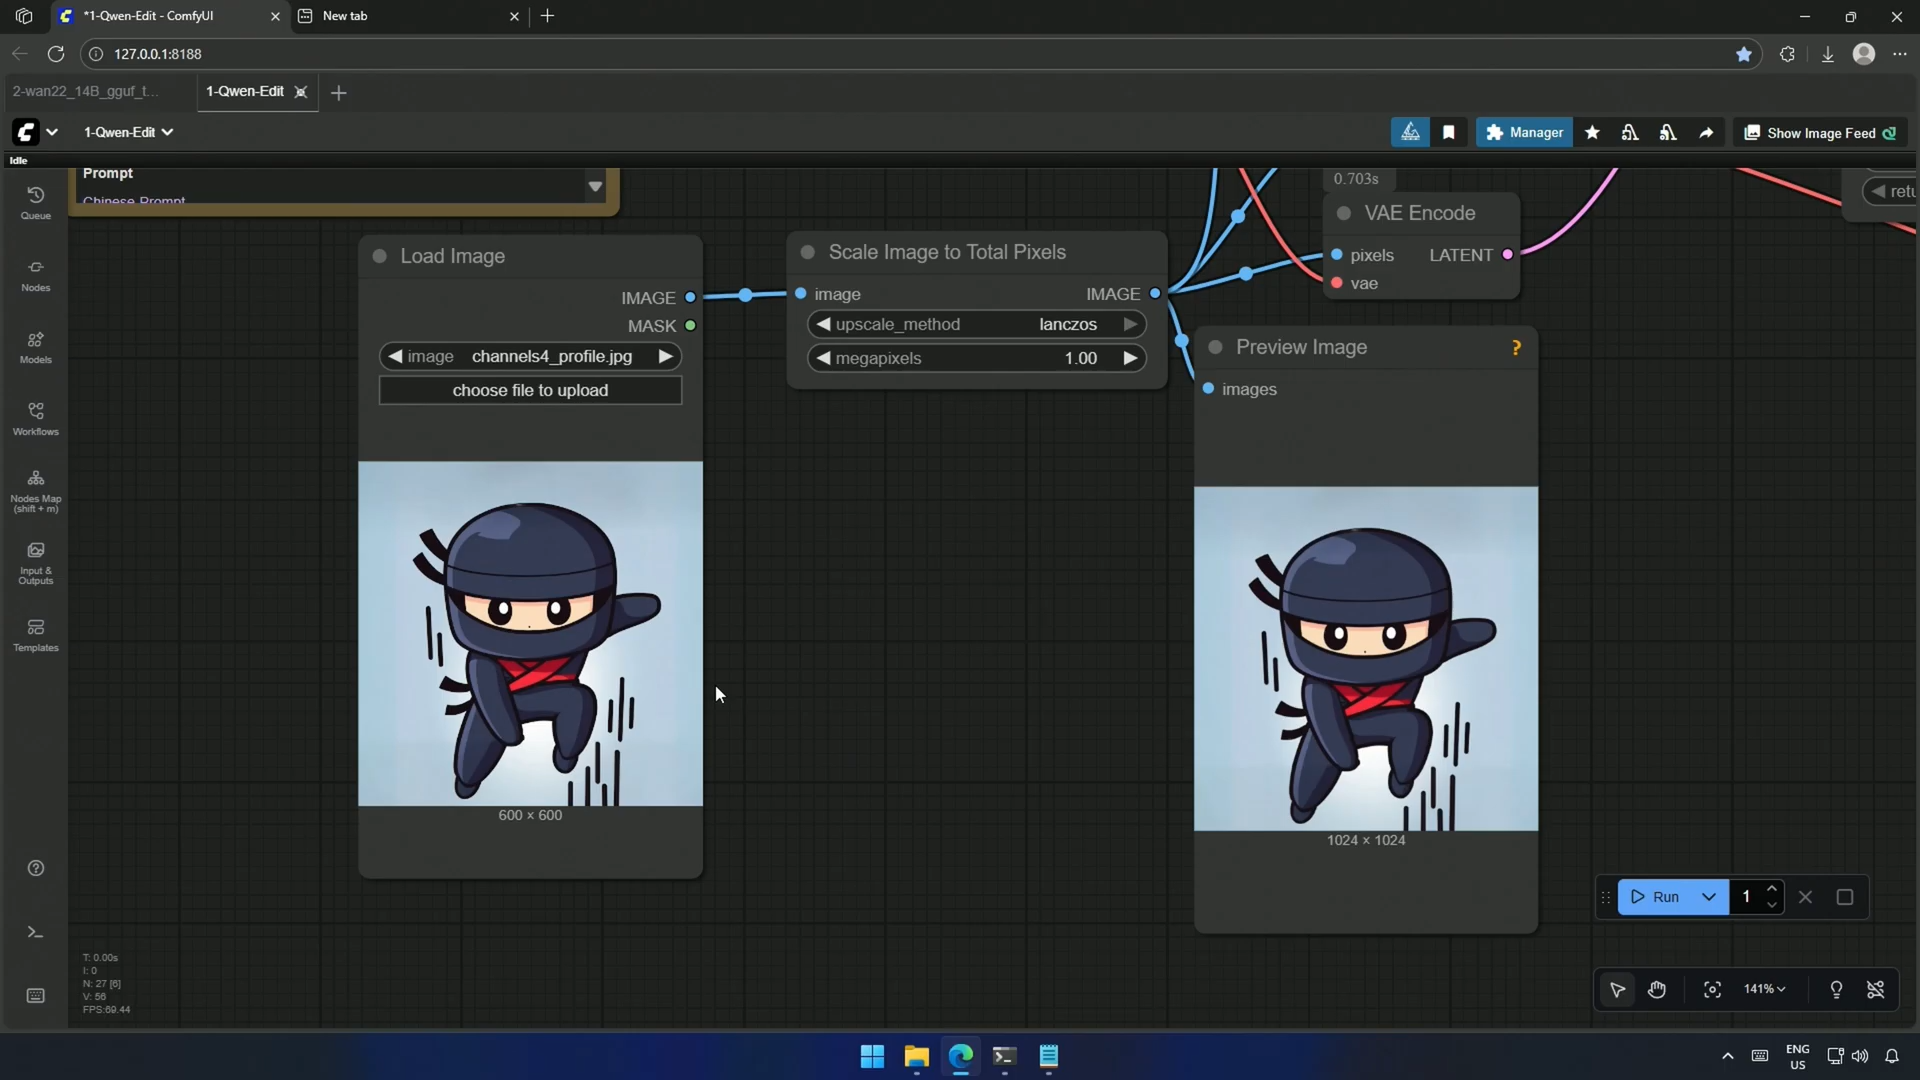 *1-Qwen-Edit - ComfyUI
New tab
127.0.0.1:8188
2-wan22_14B_gguf_t...
1-Qwen-Edit
1-Qwen-Edit
Manager
Show Image Feed
Idle
Queue
Nodes
Models
Workflows
Nodes Map
(shift + m)
Input &
Outputs
Templates
Prompt
Chinese Prompt
Load Image
IMAGE
MASK
image channels4_profile.jpg
choose file to upload
600 × 600
Scale Image to Total Pixels
image IMAGE
upscale_method lanczos
megapixels 1.00
0.703s
VAE Encode
pixels LATENT
vae
Preview Image ?
images
1024 × 1024
retu
Run 1
141%
T: 0.00s
I: 0
N: 27 [6]
V: 56
FPS:69.44
ENG
US